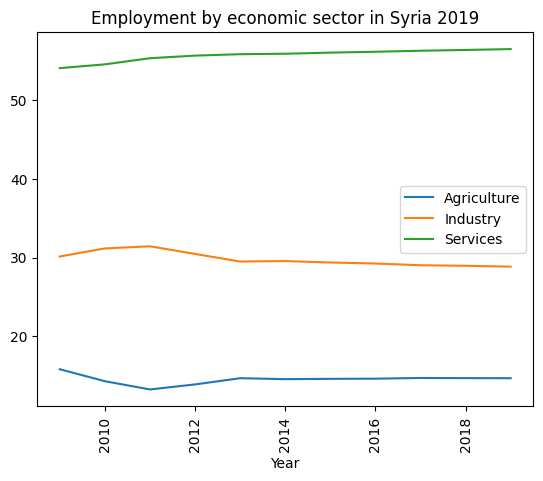 Employment by economic sector in Syria 2019
50
40
30
20
Agriculture
Industry
Services
2010
2012
2014
2016
2018
Year